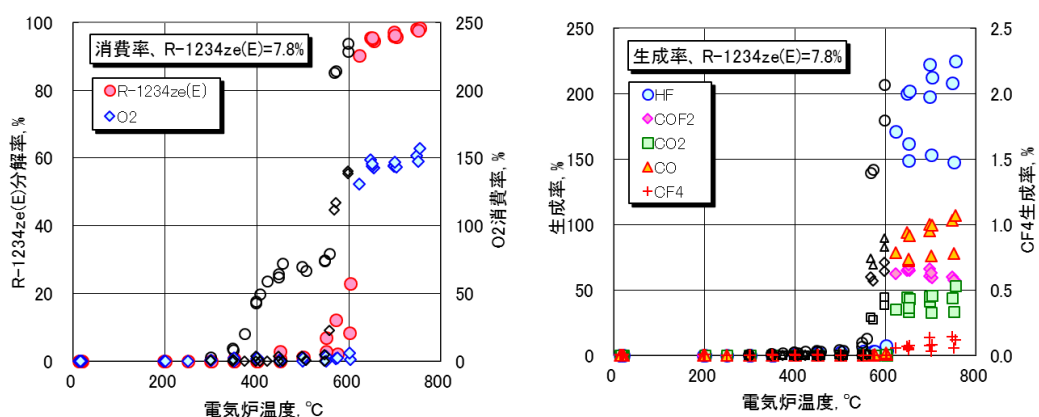 消費率、R-1234ze(E)=7.8%
R-1234ze(E)
O2
100
80
60
40
20
0
250
200
150
100
50
0
0
200
400
600
800
R-1234ze(E)分解率, %
O2消費率, %
電気炉温度, ℃
生成率、R-1234ze(E)=7.8%
HF
COF2
CO2
CO
CF4
250
200
150
100
50
0
2.5
2.0
1.5
1.0
0.5
0.0
0
200
400
600
800
生成率, %
CF4生成率, %
電気炉温度, ℃